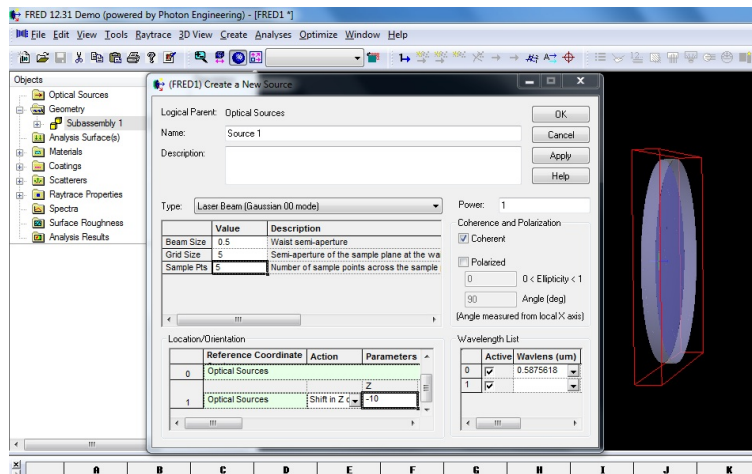 FRED 12.31 Demo (powered by Photon Engineering) - [FRED1 *]
File Edit View Tools Raytrace 3D View Create Analyses Optimize Window Help
Objects
Optical Sources
Geometry
Subassembly 1
Analysis Surface(s)
Materials
Coatings
Scatterers
Raytrace Properties
Spectra
Surface Roughness
Analysis Results
(FRED1) Create a New Source
Logical Parent: Optical Sources
OK
Name: Source 1
Cancel
Description:
Apply
Help
Type: Laser Beam (Gaussian 00 mode)
Power: 1
Value Description
Beam Size 0.5 Waist semi-aperture
Grid Size 5 Semi-aperture of the sample plane at the wa
Sample Pts 5 Number of sample points across the sample
Coherence and Polarization
Coherent
Polarized
0 0 < Ellipticity < 1
90 Angle (deg)
(Angle measured from local X axis)
Location/Orientation
Reference Coordinate Action Parameters
0 Optical Sources
Z
1 Optical Sources Shift in Z -10
Wavelength List
Active Wavlens (um)
0 0.5875618
1
A B C D E F G H I J K